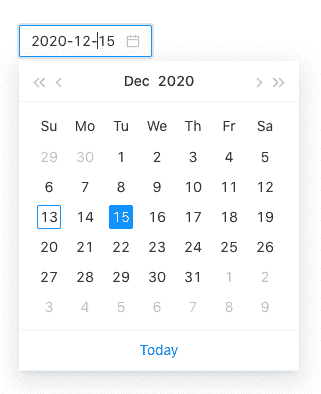 2020-12-15
Dec 2020
Su Mo Tu We Th Fr Sa
29 30 1 2 3 4 5
6 7 8 9 10 11 12
13 14 15 16 17 18 19
20 21 22 23 24 25 26
27 28 29 30 31 1 2
3 4 5 6 7 8 9
Today